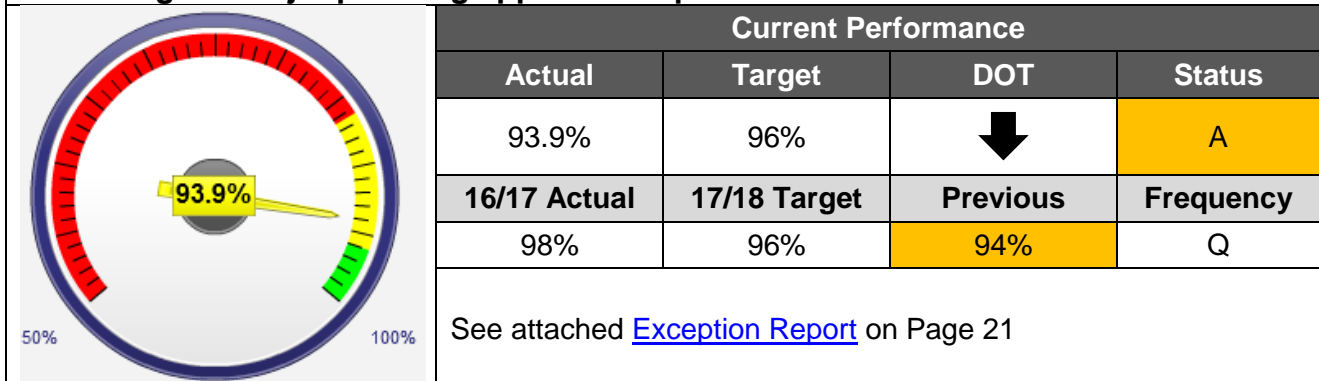 93.9%
50%
100%
Current Performance
Actual Target DOT Status
93.9% 96% A
16/17 Actual 17/18 Target Previous Frequency
98% 96% 94% Q
See attached Exception Report on Page 21